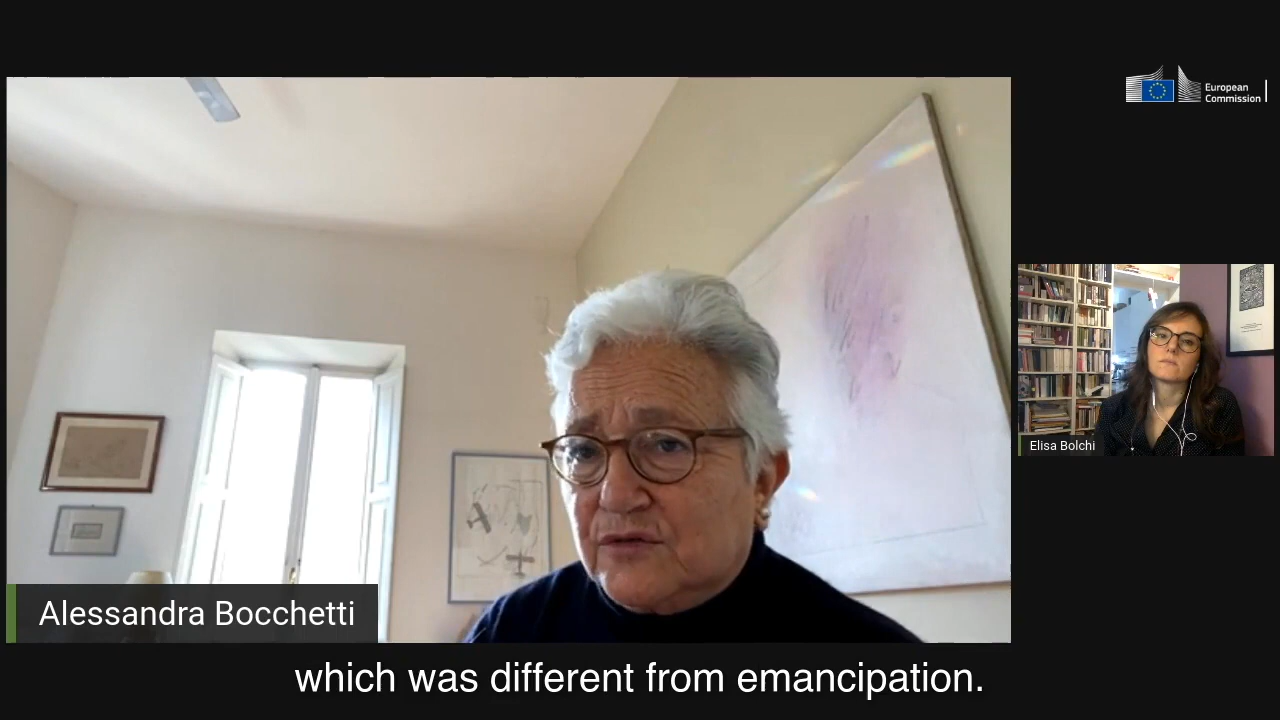 European
Commission
Elisa Bolchi
Alessandra Bocchetti
which was different from emancipation.